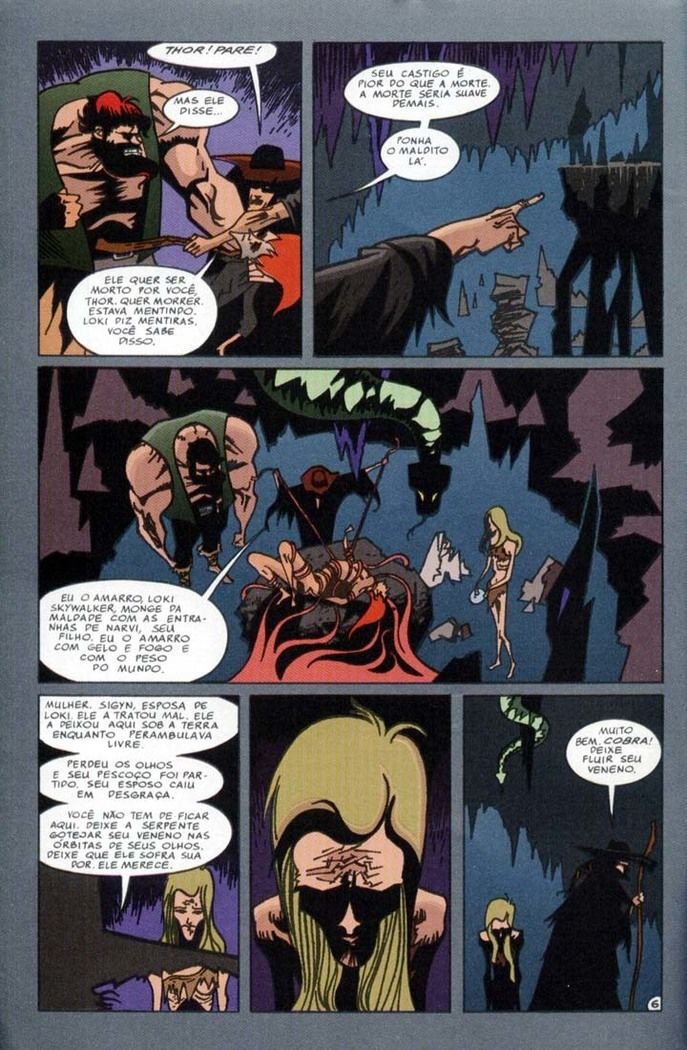 THOR! PARE!
MAS ELE
DISSE...
ELE QUER SER
MORTO POR VOCÊ,
THOR. QUER MORRER.
ESTAVA MENTINDO.
LOKI DIZ MENTIRAS,
VOCÊ SABE
DISSO.
SEU CASTIGO É
PIOR DO QUE A MORTE.
A MORTE SERIA SUAVE
DEMAIS.
PONHA
O MALDITO
LÁ.
EU O AMARRO, LOKI
SKYWALKER, MONGE DA
MALDADE COM AS ENTRA-
NHAS DE NARVI, SEU
FILHO. EU O AMARRO
COM GELO E FOGO E
COM O PESO
DO MUNDO.
MULHER. SIGYN, ESPOSA DE
LOKI. ELE A TRATOU MAL. ELE
A DEIXOU AQUI SOB A TERRA
ENQUANTO PERAMBULAVA
LIVRE.
PERDEU OS OLHOS
E SEU PESCOÇO FOI PAR-
TIDO. SEU ESPOSO CAIU
EM DESGRAÇA.
VOCÊ NÃO TEM DE FICAR
AQUI. DEIXE A SERPENTE
GOTEJAR SEU VENENO NAS
ÓRBITAS DE SEUS OLHOS.
DEIXE QUE ELE SOFRA SUA
DOR. ELE MERECE.
MUITO
BEM. COBRA!
DEIXE
FLUIR SEU
VENENO.
6